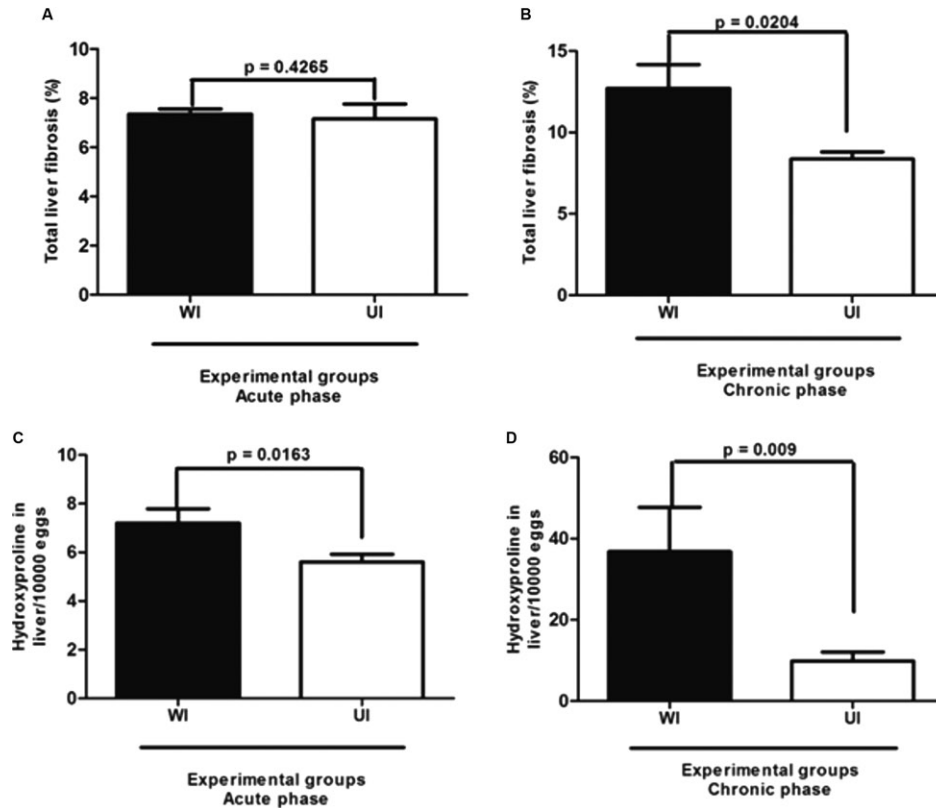 A
Total liver fibrosis (%)
10
8
6
4
2
0
p = 0.4265
WI
UI
Experimental groups
Acute phase
B
Total liver fibrosis (%)
15
10
5
0
p = 0.0204
WI
UI
Experimental groups
Chronic phase
C
Hydroxyproline in
liver/10000 eggs
10
8
6
4
2
0
p = 0.0163
WI
UI
Experimental groups
Acute phase
D
Hydroxyproline in
liver/10000 eggs
60
40
20
0
p = 0.009
WI
UI
Experimental groups
Chronic phase